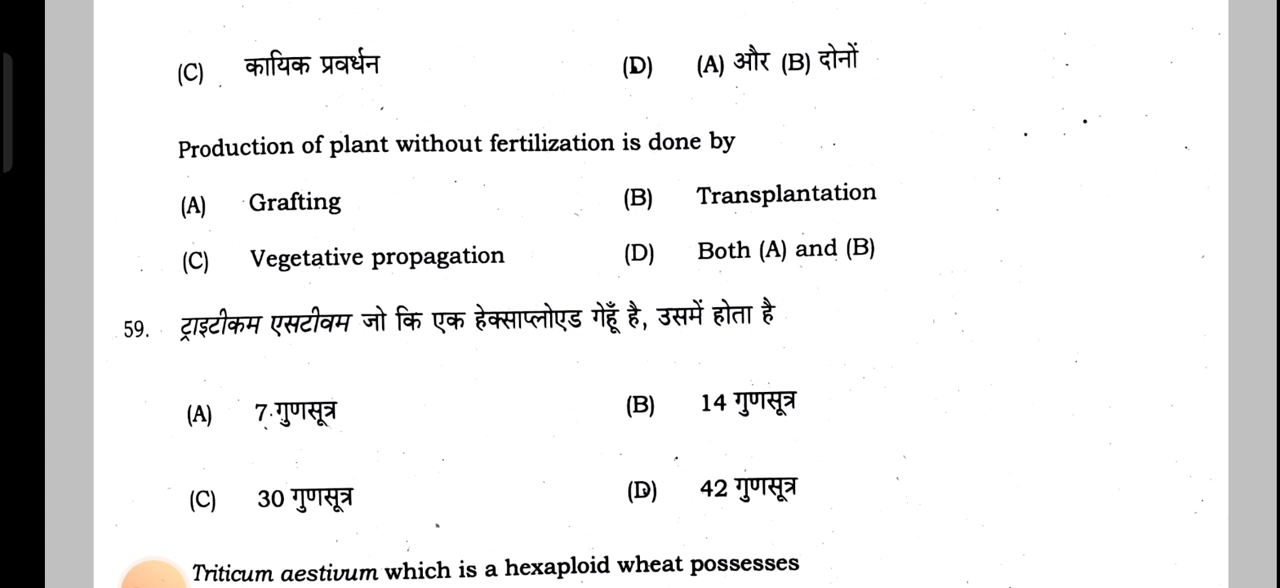 (C) कायिक प्रवर्धन (D) (A) और (B) दोनों
Production of plant without fertilization is done by
(A) Grafting (B) Transplantation
(C) Vegetative propagation (D) Both (A) and (B)
59. ट्राइटीकम एसटीवम जो कि एक हेक्साप्लोएड गेहूँ है, उसमें होता है
(A) 7 गुणसूत्र (B) 14 गुणसूत्र
(C) 30 गुणसूत्र (D) 42 गुणसूत्र
Triticum aestivum which is a hexaploid wheat possesses